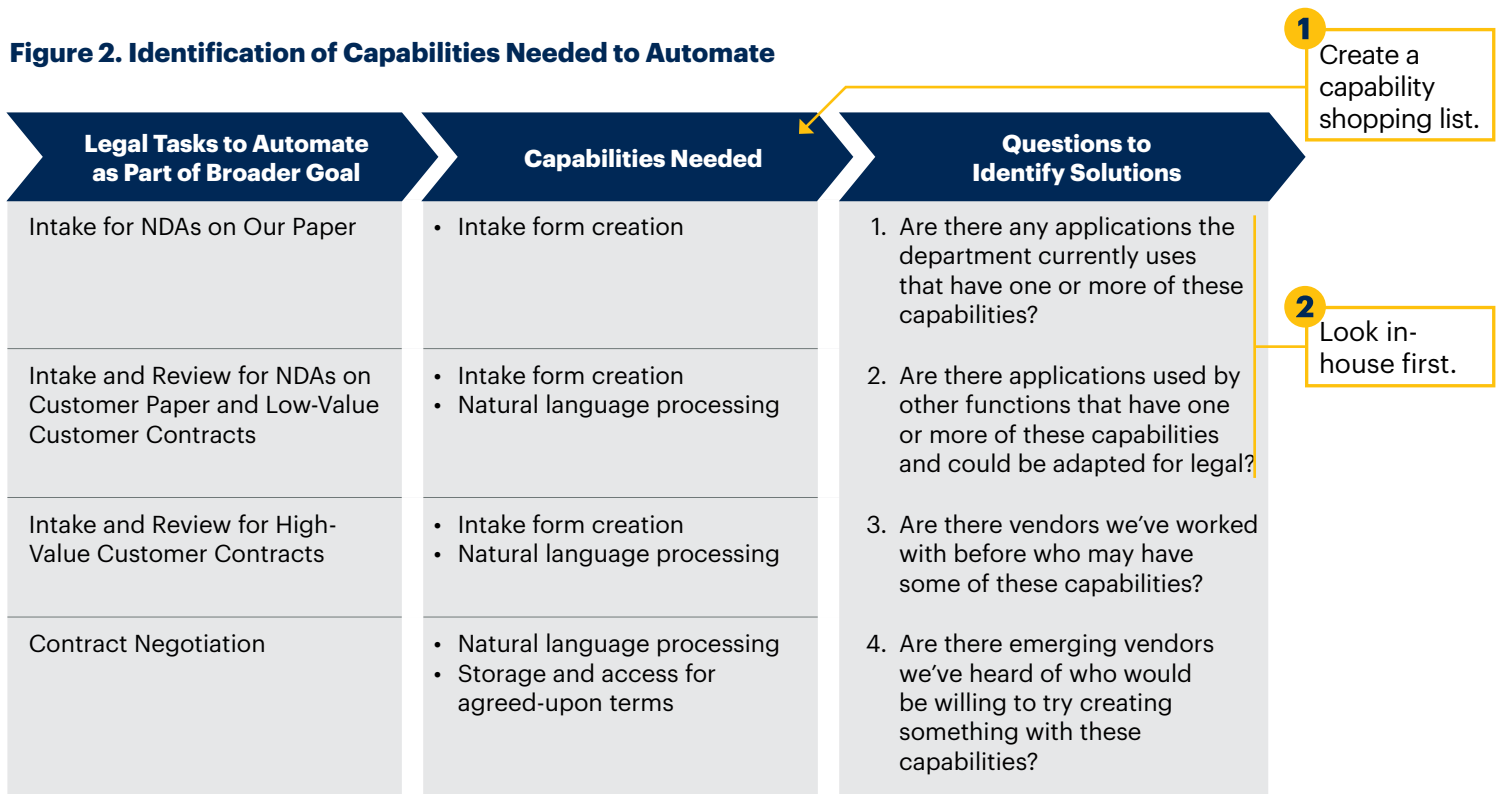 Figure 2. Identification of Capabilities Needed to Automate
1
Create a
capability
shopping list.
Legal Tasks to Automate
as Part of Broader Goal
Capabilities Needed
Questions to
Identify Solutions
Intake for NDAs on Our Paper
• Intake form creation
1. Are there any applications the
department currently uses
that have one or more of these
capabilities?
2
Look in-
house first.
Intake and Review for NDAs on
Customer Paper and Low-Value
Customer Contracts
• Intake form creation
• Natural language processing
2. Are there applications used by
other functions that have one
or more of these capabilities
and could be adapted for legal?
Intake and Review for High-
Value Customer Contracts
• Intake form creation
• Natural language processing
3. Are there vendors we’ve worked
with before who may have
some of these capabilities?
Contract Negotiation
• Natural language processing
• Storage and access for
agreed-upon terms
4. Are there emerging vendors
we’ve heard of who would
be willing to try creating
something with these
capabilities?